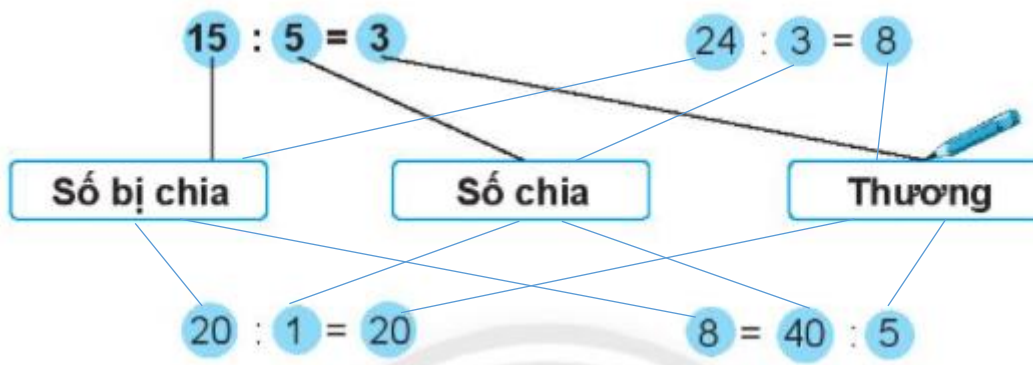 15 : 5 = 3
24 : 3 = 8
Số bị chia
Số chia
Thương
20 : 1 = 20
8 = 40 : 5